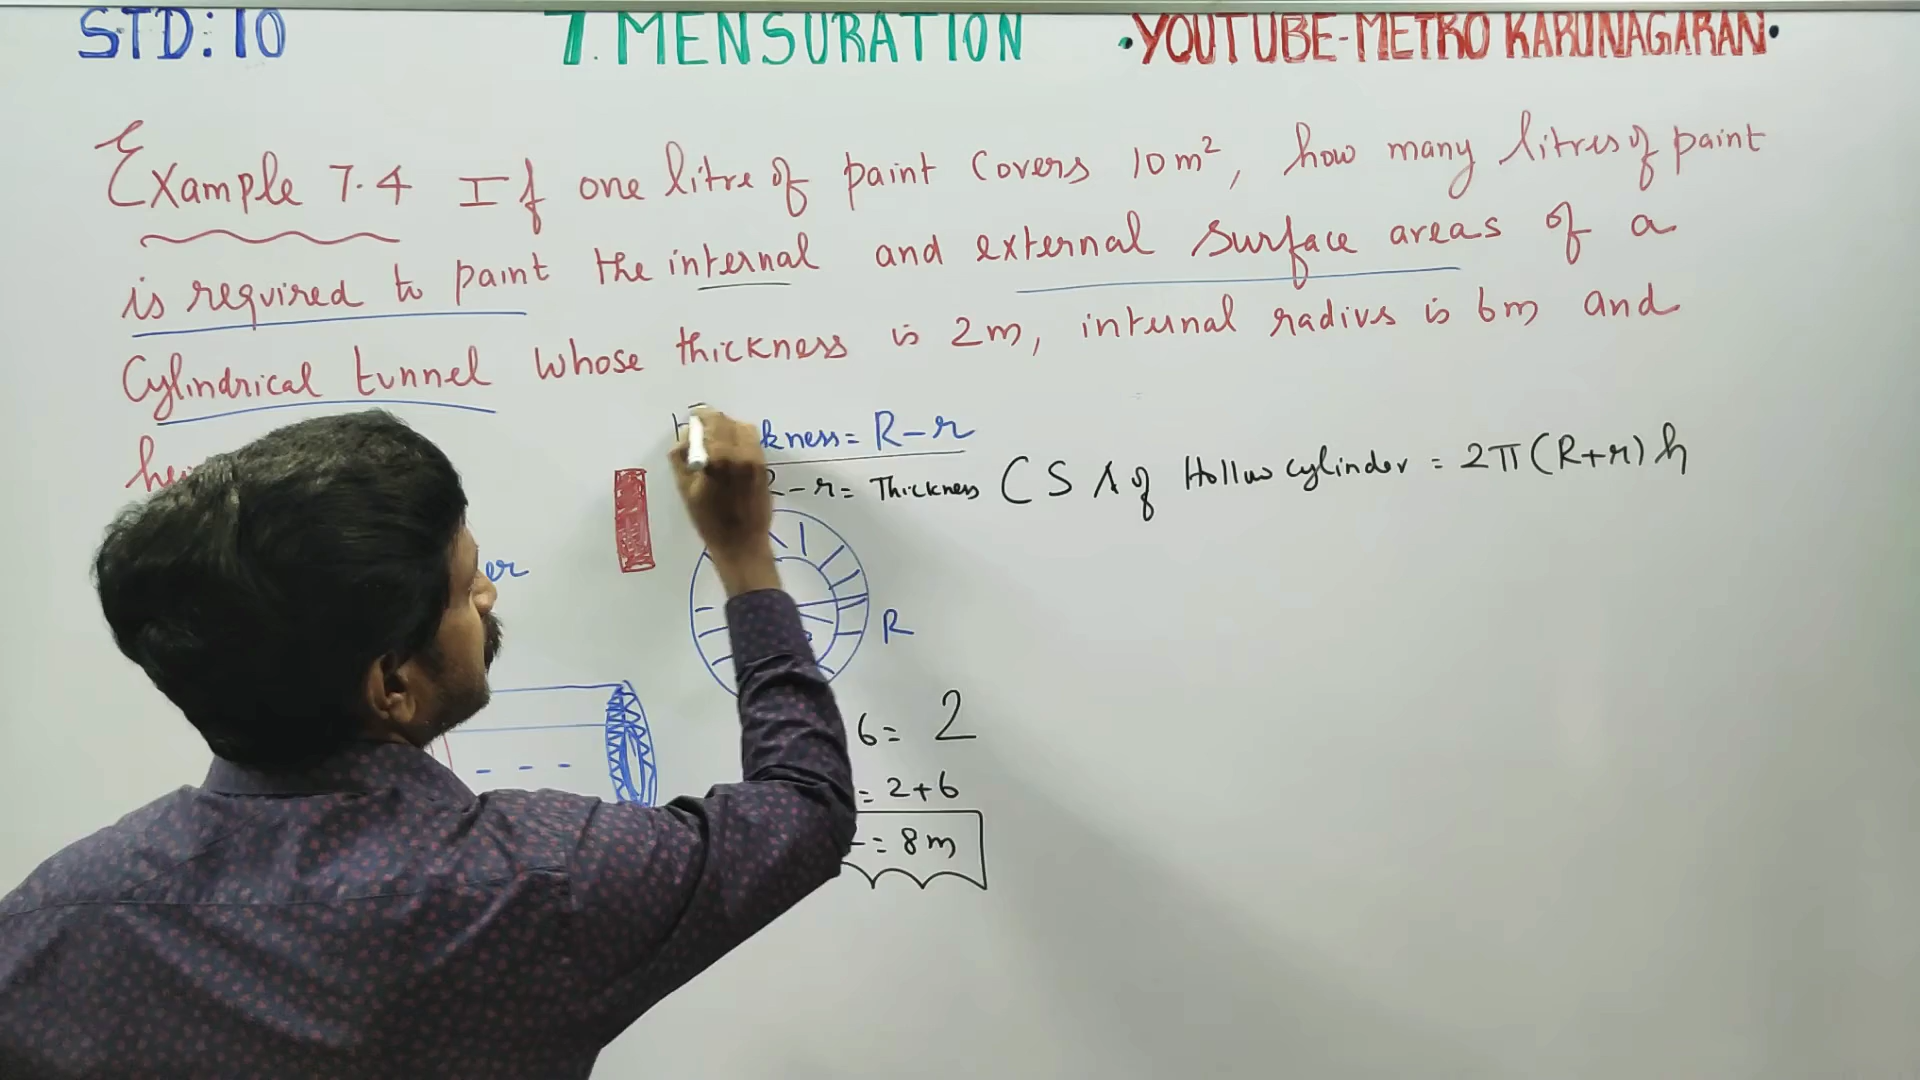 STD: 10
7. MENSURATION
•YOUTUBE-METRO KARUNAGARAN•
Example 7.4 If one litre of paint covers 10 m², how many litres of paint
is required to paint the internal and external surface areas of a
Cylindrical tunnel whose thickness is 2m, internal radius is 6m and
kness = R-r
-r = Thickness
CSA of Hollow cylinder = 2π(R+r)h
er
R
6 = 2
= 2+6
= 8m